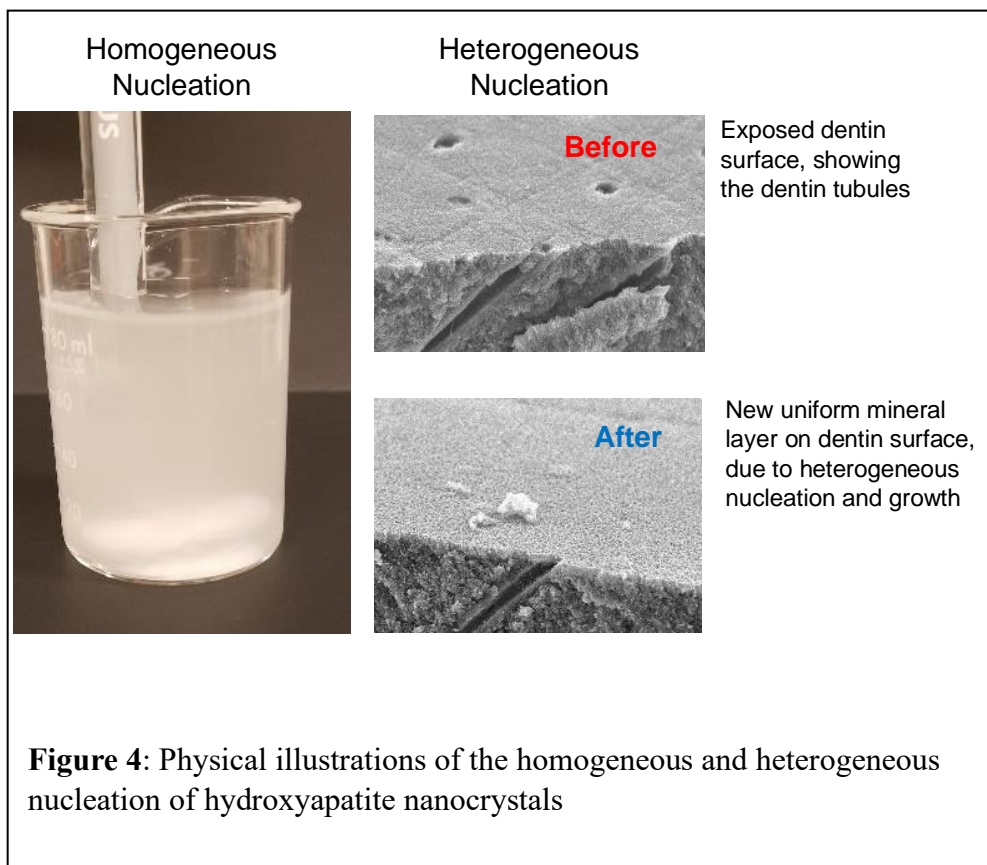 Homogeneous
Nucleation
Heterogeneous
Nucleation
Before
Exposed dentin
surface, showing
the dentin tubules
After
New uniform mineral
layer on dentin surface,
due to heterogeneous
nucleation and growth
Figure 4: Physical illustrations of the homogeneous and heterogeneous
nucleation of hydroxyapatite nanocrystals